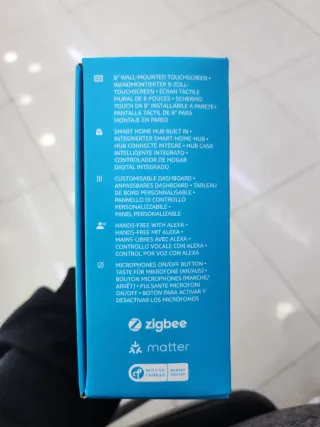 8" WALL-MOUNTED TOUCHSCREEN •
WANDMONTIERTER 8-ZOLL-
TOUCHSCREEN • ÉCRAN TACTILE
MURAL DE 8 POUCES • SCHERMO
TOUCH DA 8" INSTALLABILE A PARETE •
PANTALLA TÁCTIL DE 8" PARA
MONTAJE EN PARED
SMART HOME HUB BUILT IN •
INTEGRIERTER SMART-HOME-HUB •
HUB CONNECTÉ INTÉGRÉ • HUB CASA
INTELLIGENTE INTEGRATO •
CONTROLADOR DE HOGAR
DIGITAL INTEGRADO
CUSTOMISABLE DASHBOARD •
ANPASSBARES DASHBOARD • TABLEAU
DE BORD PERSONNALISABLE •
PANNELLO DI CONTROLLO
PERSONALIZZABILE •
PANEL PERSONALIZABLE
HANDS-FREE WITH ALEXA •
HANDS-FREE MIT ALEXA •
MAINS-LIBRES AVEC ALEXA •
CONTROLLO VOCALE CON ALEXA •
CONTROL POR VOZ CON ALEXA
MICROPHONES ON/OFF BUTTON •
TASTE FÜR MIKROFONE (AN/AUS) •
BOUTON MICROPHONES (MARCHE/
ARRÊT) • PULSANTE MICROFONI
ON/OFF • BOTÓN PARA ACTIVAR Y
DESACTIVAR LOS MICRÓFONOS
zigbee
matter
BUILT ON
THREAD
BORDER
ROUTER